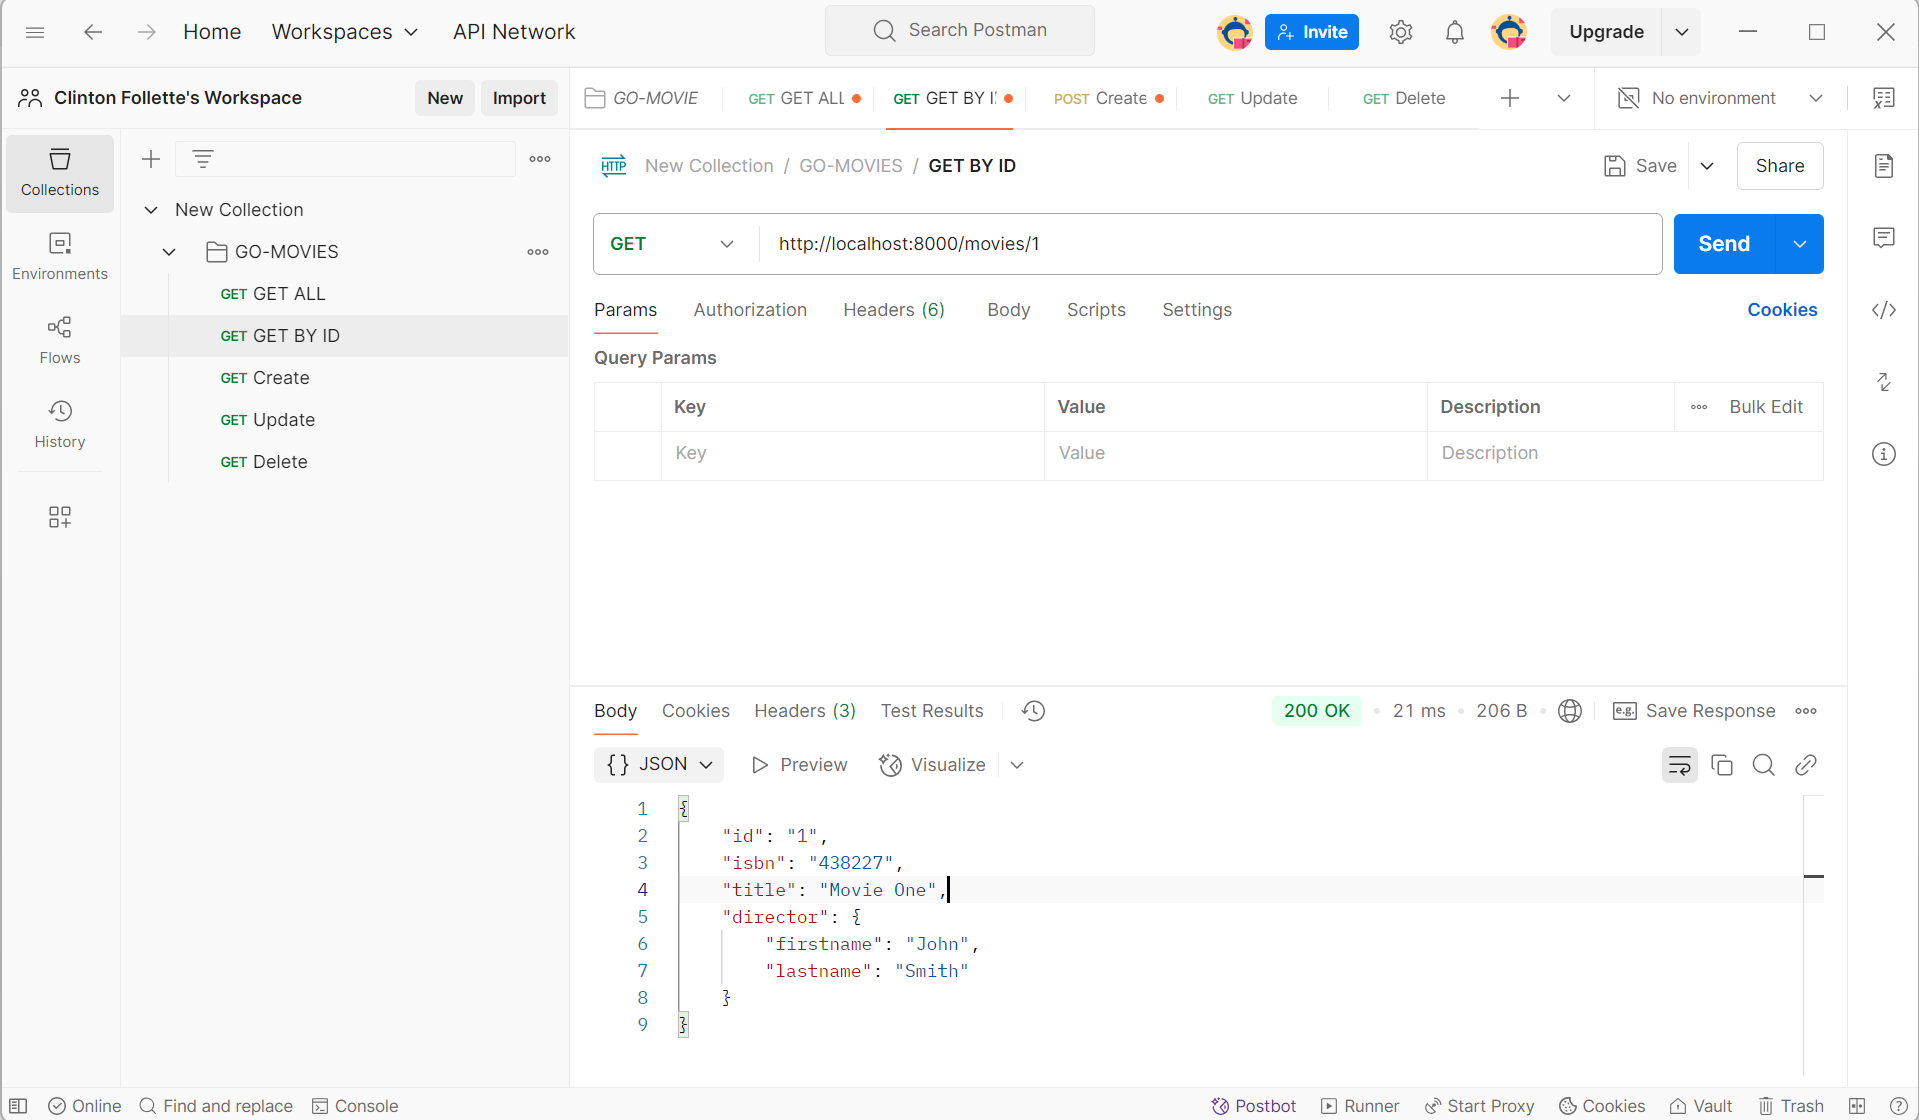 Home Workspaces API Network Search Postman Invite Upgrade
Clinton Follette's Workspace New Import
GO-MOVIE GET GET ALL GET GET BY I POST Create GET Update GET Delete No environment
Collections
Environments
Flows
History
New Collection
GO-MOVIES
GET GET ALL
GET GET BY ID
GET Create
GET Update
GET Delete
HTTP New Collection / GO-MOVIES / GET BY ID Save Share
GET http://localhost:8000/movies/1 Send
Params Authorization Headers (6) Body Scripts Settings Cookies
Query Params
Key Value Description Bulk Edit
Key Value Description
Body Cookies Headers (3) Test Results 200 OK • 21 ms • 206 B • e.g. Save Response
{} JSON Preview Visualize
1 {
2 "id": "1",
3 "isbn": "438227",
4 "title": "Movie One",
5 "director": {
6 "firstname": "John",
7 "lastname": "Smith"
8 }
9 }
Online Find and replace Console Postbot Runner Start Proxy Cookies Vault Trash